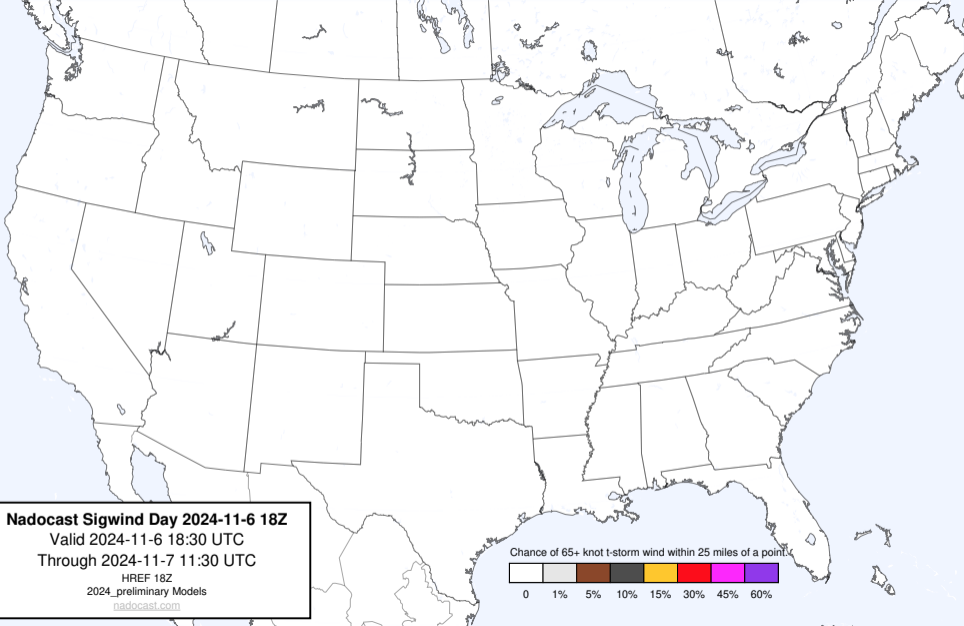 Nadocast Sigwind Day 2024-11-6 18Z
Valid 2024-11-6 18:30 UTC
Through 2024-11-7 11:30 UTC
HREF 18Z
2024_preliminary Models
nadocast.com
Chance of 65+ knot t-storm wind within 25 miles of a point.
0 1% 5% 10% 15% 30% 45% 60%